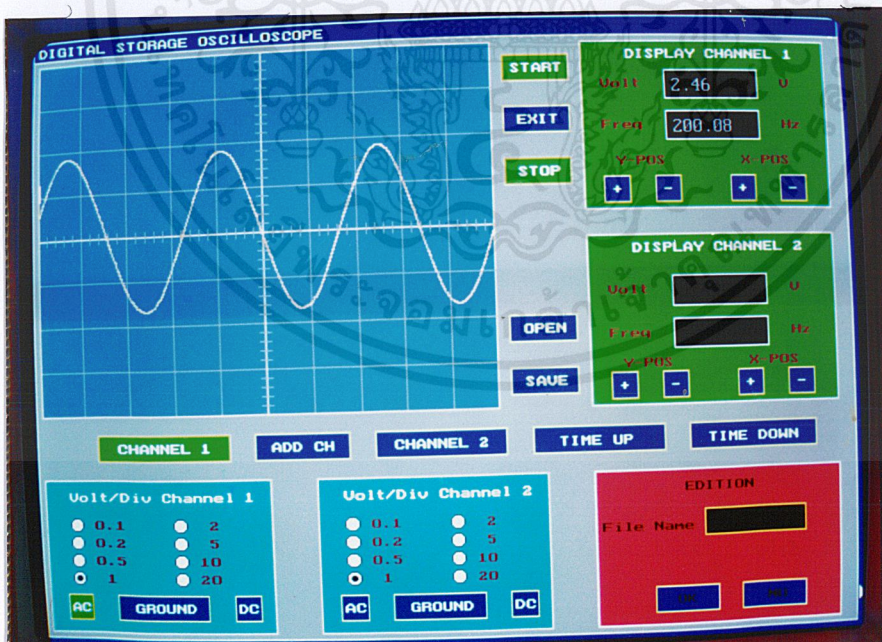 DIGITAL STORAGE OSCILLOSCOPE
START
EXIT
STOP
OPEN
SAVE
DISPLAY CHANNEL 1
Volt 2.46 V
Freq 200.08 Hz
Y-POS X-POS
+ - + -
DISPLAY CHANNEL 2
Volt V
Freq Hz
Y-POS X-POS
+ - + -
CHANNEL 1 ADD CH CHANNEL 2 TIME UP TIME DOWN
Volt/Div Channel 1
0.1 2
0.2 5
0.5 10
1 20
AC GROUND DC
Volt/Div Channel 2
0.1 2
0.2 5
0.5 10
1 20
AC GROUND DC
EDITION
File Name